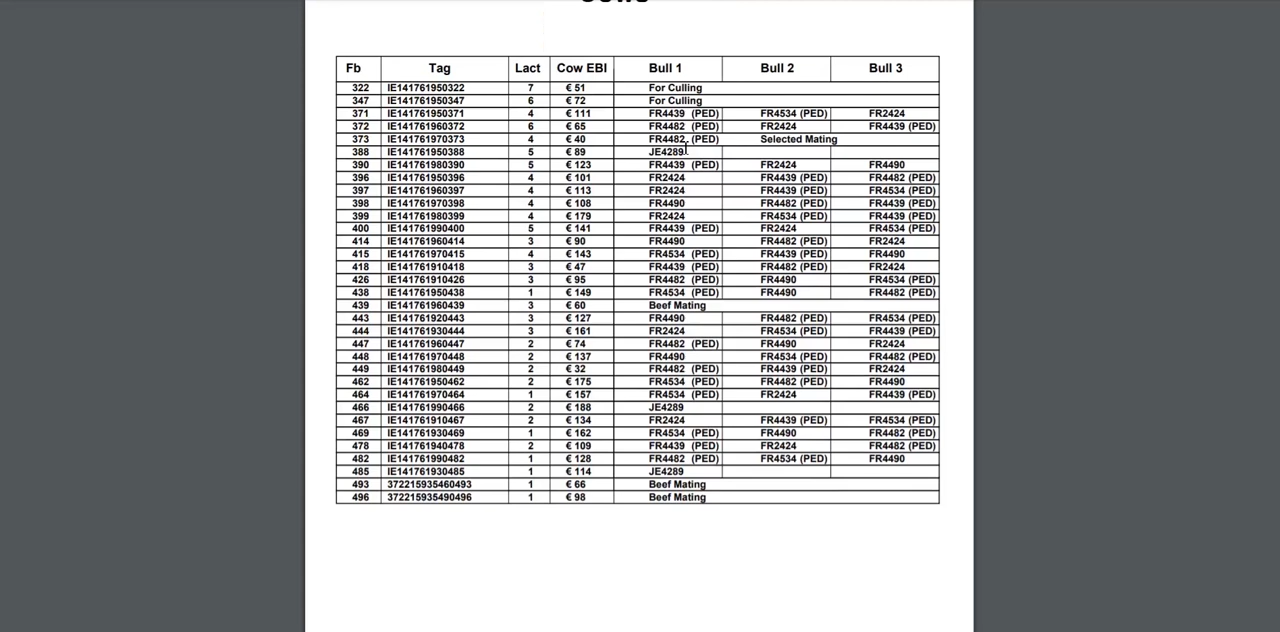 Fb Tag Lact Cow EBI Bull 1 Bull 2 Bull 3
322 IE141761950322 7 € 51 For Culling
347 IE141761950347 6 € 72 For Culling
371 IE141761950371 4 € 111 FR4439 (PED) FR4534 (PED) FR2424
372 IE141761960372 6 € 65 FR4482 (PED) FR2424 FR4439 (PED)
373 IE141761970373 4 € 40 FR4482 (PED) Selected Mating
388 IE141761950388 5 € 89 JE4289
390 IE141761980390 5 € 123 FR4439 (PED) FR2424 FR4490
396 IE141761950396 4 € 101 FR2424 FR4439 (PED) FR4482 (PED)
397 IE141761960397 4 € 113 FR2424 FR4439 (PED) FR4534 (PED)
398 IE141761970398 4 € 108 FR4490 FR4482 (PED) FR4439 (PED)
399 IE141761980399 4 € 179 FR2424 FR4534 (PED) FR4439 (PED)
400 IE141761990400 5 € 141 FR4439 (PED) FR2424 FR4534 (PED)
414 IE141761960414 3 € 90 FR4490 FR4482 (PED) FR2424
415 IE141761970415 4 € 143 FR4534 (PED) FR4439 (PED) FR4490
418 IE141761910418 3 € 47 FR4439 (PED) FR4482 (PED) FR2424
426 IE141761910426 3 € 95 FR4482 (PED) FR4490 FR4534 (PED)
438 IE141761950438 1 € 149 FR4534 (PED) FR4490 FR4482 (PED)
439 IE141761960439 3 € 60 Beef Mating
443 IE141761920443 3 € 127 FR4490 FR4482 (PED) FR4534 (PED)
444 IE141761930444 3 € 161 FR2424 FR4534 (PED) FR4439 (PED)
447 IE141761960447 2 € 74 FR4482 (PED) FR4490 FR2424
448 IE141761970448 2 € 137 FR4490 FR4534 (PED) FR4482 (PED)
449 IE141761980449 2 € 32 FR4482 (PED) FR4439 (PED) FR2424
462 IE141761950462 2 € 175 FR4534 (PED) FR4482 (PED) FR4490
464 IE141761970464 1 € 157 FR4534 (PED) FR2424 FR4439 (PED)
466 IE141761990466 2 € 188 JE4289
467 IE141761910467 2 € 134 FR2424 FR4439 (PED) FR4534 (PED)
469 IE141761930469 1 € 162 FR4534 (PED) FR4490 FR4482 (PED)
478 IE141761940478 2 € 109 FR4439 (PED) FR2424 FR4482 (PED)
482 IE141761990482 1 € 128 FR4482 (PED) FR4534 (PED) FR4490
485 IE141761930485 1 € 114 JE4289
493 372215935460493 1 € 66 Beef Mating
496 372215935490496 1 € 98 Beef Mating